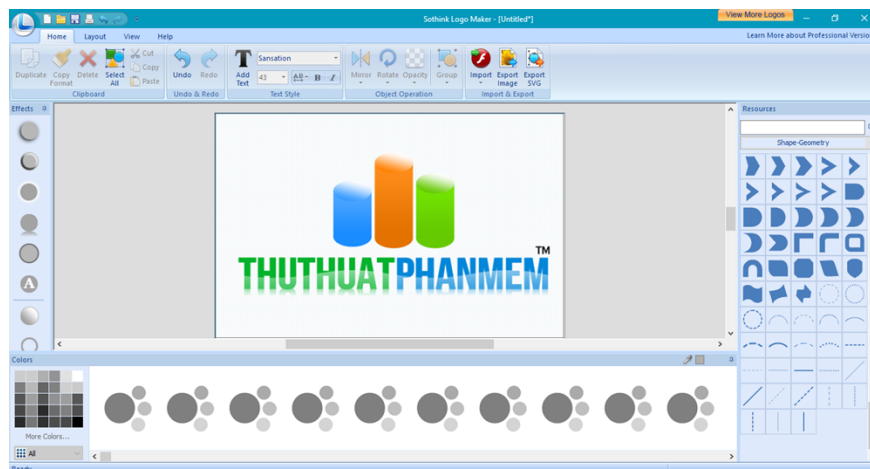 Sothink Logo Maker - [Untitled*]
View More Logos
Home Layout View Help
Learn More about Professional Versio
Duplicate
Copy Format
Delete
Select All
Cut
Copy
Paste
Clipboard
Undo
Redo
Undo & Redo
Add Text
Sansation
43
AB
B
I
Text Style
Mirror
Rotate
Opacity
Group
Object Operation
Import
Export Image
Export SVG
Import & Export
Effects
Resources
Shape-Geometry
A
TM
THUTHUATPHANMEM
Colors
More Colors...
All
Ready